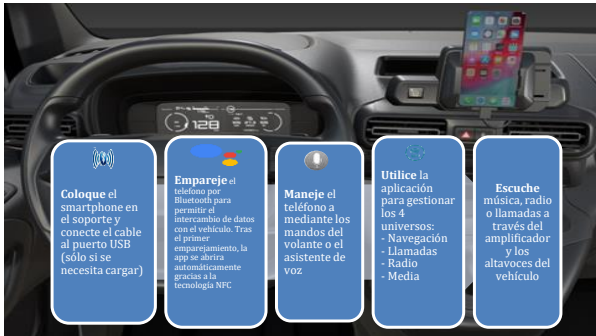 128
Coloque el
smartphone en
el soporte y
conecte el cable
al puerto USB
(sólo si se
necesita cargar)
Empareje el
telefono por
Bluetooth para
permitir el
intercambio de datos
con el vehículo. Tras
el primer
emparejamiento, la
app se abrira
automáticamente
gracias a la
tecnología NFC
Maneje el
teléfono a
mediante los
mandos del
volante o el
asistente de
voz
Utilice la
aplicación
para gestionar
los 4
universos:
- Navegación
- Llamadas
- Radio
- Media
Escuche
música, radio
o llamadas a
través del
amplificador
y los
altavoces del
vehículo